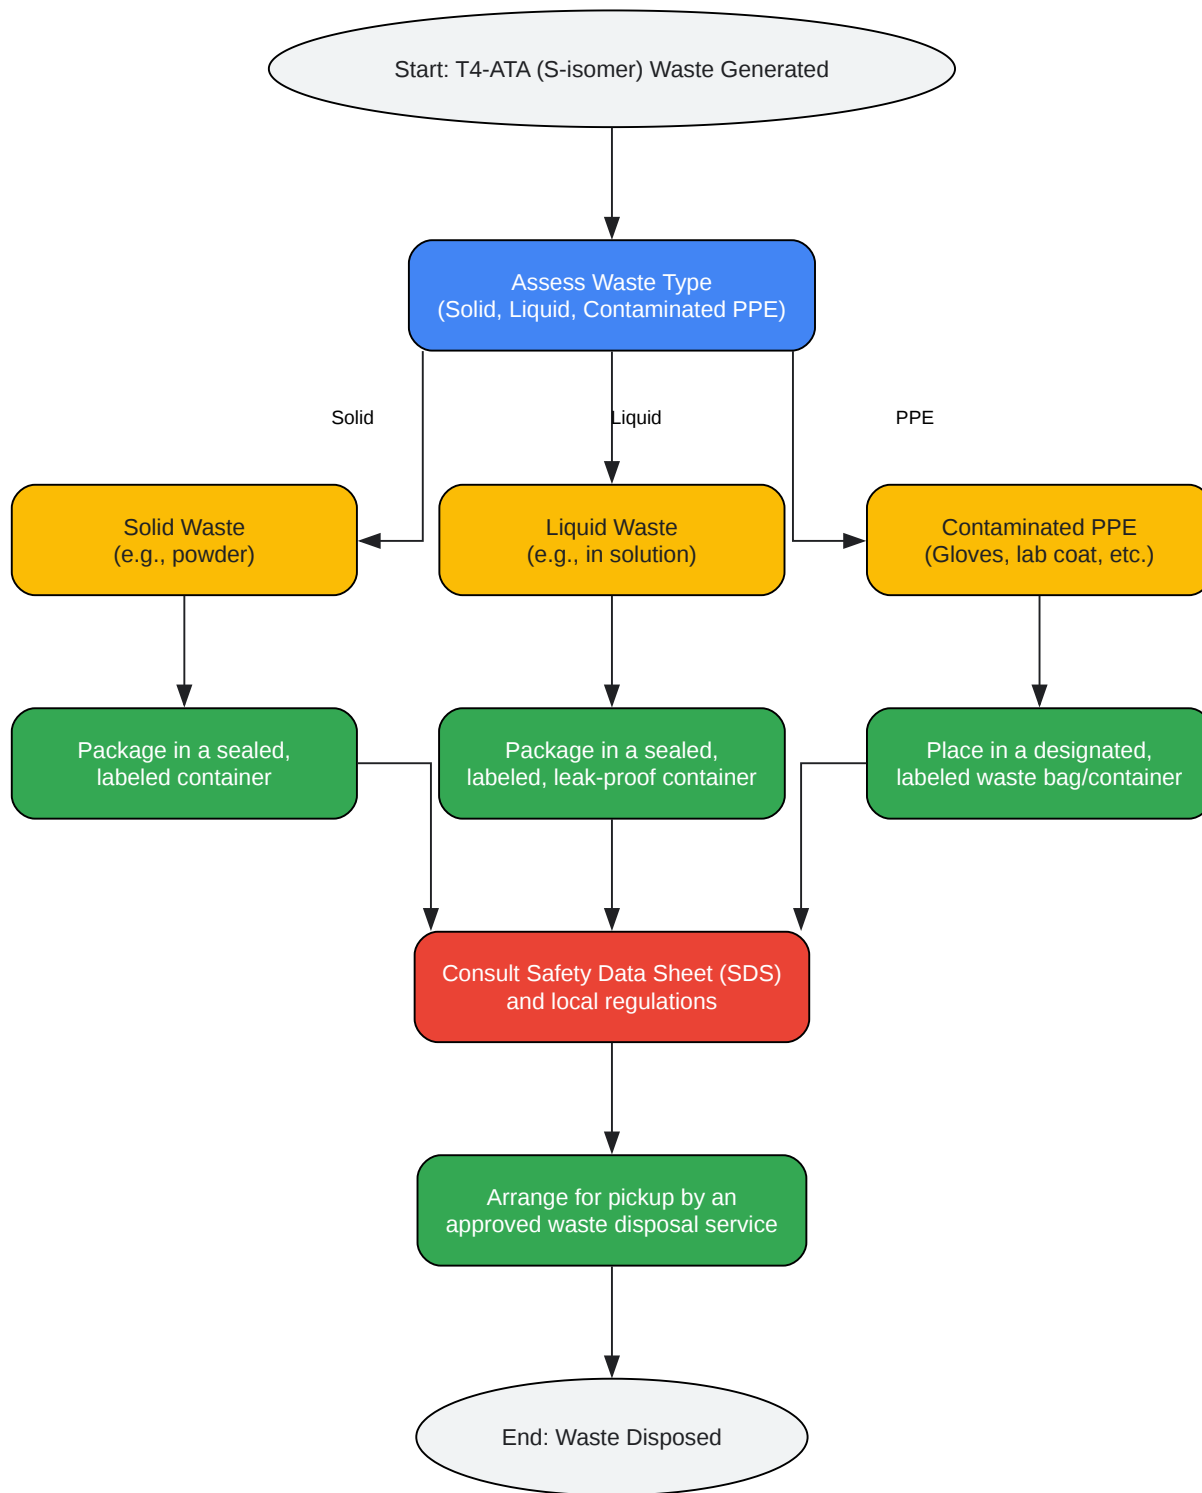 Start: T4-ATA (S-isomer) Waste Generated
Assess Waste Type
(Solid, Liquid, Contaminated PPE)
Solid
Liquid
PPE
Solid Waste
(e.g., powder)
Liquid Waste
(e.g., in solution)
Contaminated PPE
(Gloves, lab coat, etc.)
Package in a sealed,
labeled container
Package in a sealed,
labeled, leak-proof container
Place in a designated,
labeled waste bag/container
Consult Safety Data Sheet (SDS)
and local regulations
Arrange for pickup by an
approved waste disposal service
End: Waste Disposed